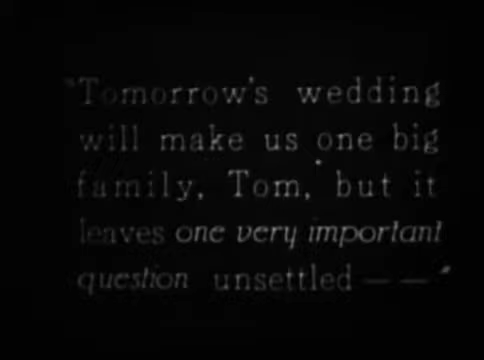 "Tomorrow's wedding
will make us one big
family, Tom, but it
leaves one very important
question unsettled — — "